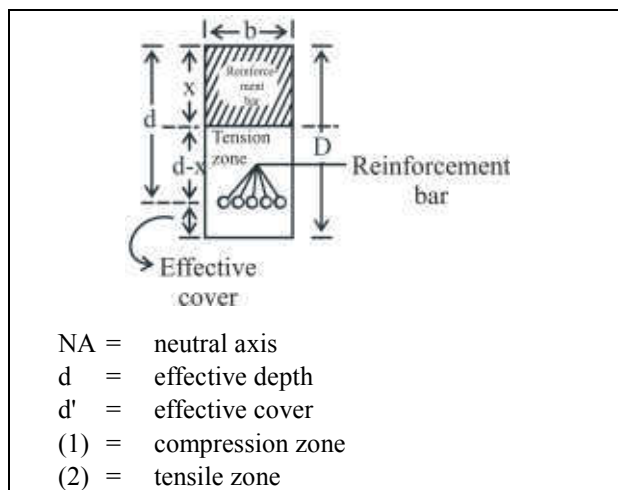 b
Reinforce-
ment
bar
x
d
Tension
zone
D
d-x
Reinforcement
bar
Effective
cover
NA = neutral axis
d = effective depth
d' = effective cover
(1) = compression zone
(2) = tensile zone